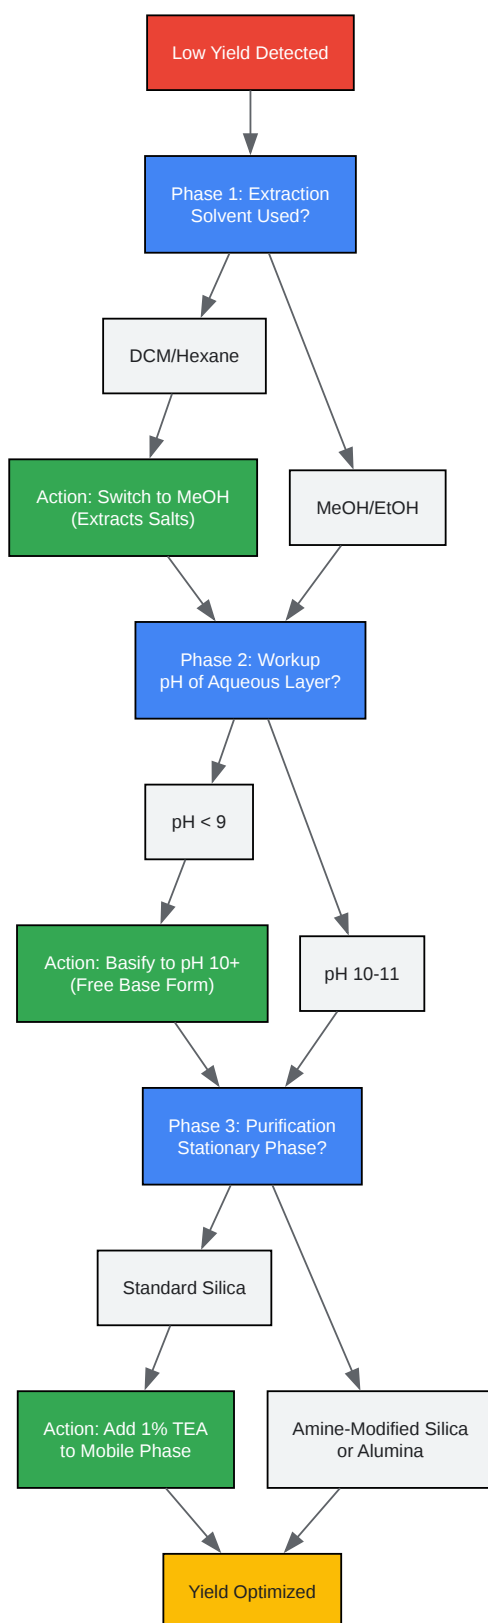 Low Yield Detected
Phase 1: Extraction
Solvent Used?
DCM/Hexane
Action: Switch to MeOH
(Extracts Salts)
MeOH/EtOH
Phase 2: Workup
pH of Aqueous Layer?
pH < 9
Action: Basify to pH 10+
(Free Base Form)
pH 10-11
Phase 3: Purification
Stationary Phase?
Standard Silica
Action: Add 1% TEA
to Mobile Phase
Amine-Modified Silica
or Alumina
Yield Optimized